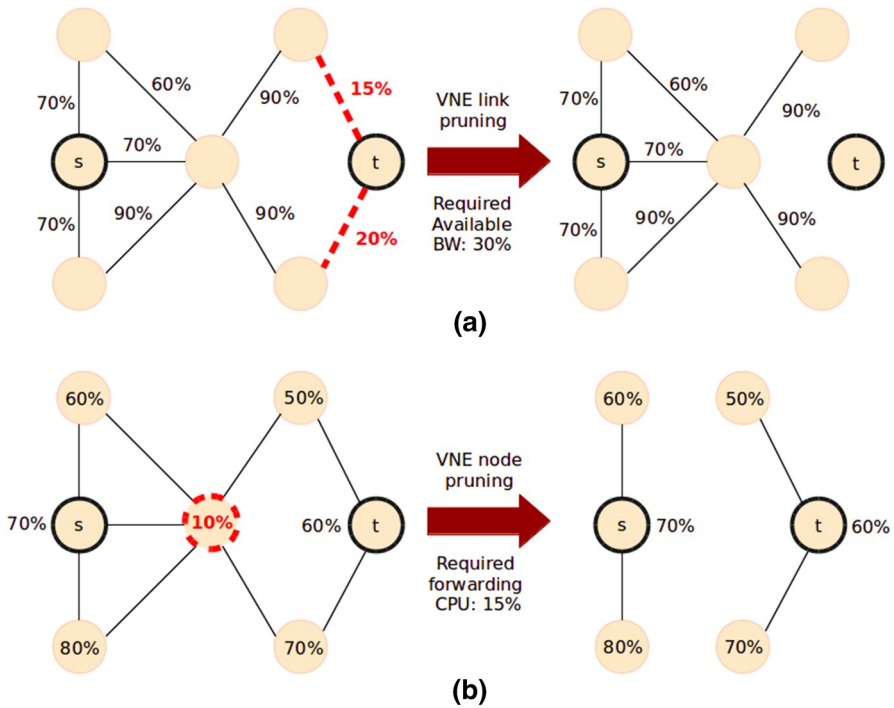 60%
90%
15%
70%
70%
s
t
70%
90%
90%
20%
VNE link
pruning
Required
Available
BW: 30%
60%
90%
70%
70%
s
t
70%
90%
90%
(a)
60%
50%
70%
s
10%
60%
t
80%
70%
VNE node
pruning
Required
forwarding
CPU: 15%
60%
50%
s
70%
t
60%
80%
70%
(b)